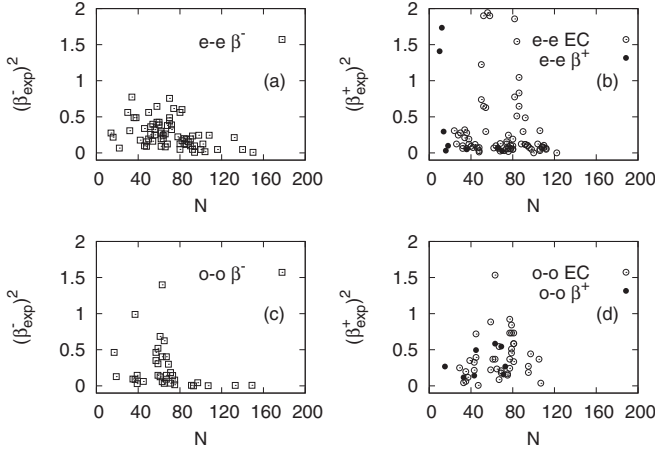 (β⁻exp)²
2
1.5
1
0.5
0
0 40 80 120 160
N
e-e β⁻
(a)
(β⁺exp)²
2
1.5
1
0.5
0
0 40 80 120 160 200
N
e-e EC
e-e β⁺
(b)
(β⁻exp)²
2
1.5
1
0.5
0
0 40 80 120 160 200
N
o-o β⁻
(c)
(β⁺exp)²
2
1.5
1
0.5
0
0 40 80 120 160 200
N
o-o EC
o-o β⁺
(d)